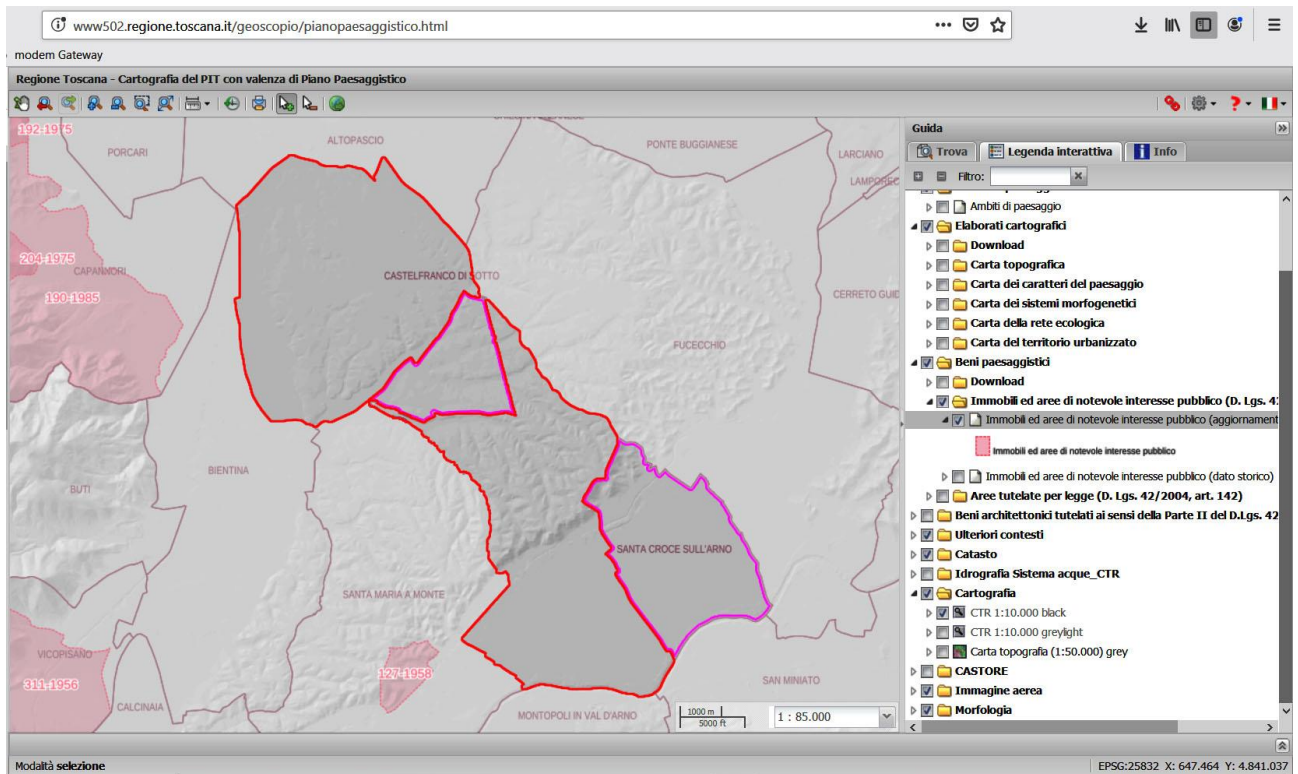 www502.regione.toscana.it/geoscopio/pianopaesaggistico.html
modem Gateway
Regione Toscana - Cartografia del PIT con valenza di Piano Paesaggistico
192-1975
PORCARI
ALTOPASCIO
PONTE BUGGIANESE
LARCIANO
LAMPOREC
204-1975
CAPANNORI
190-1985
CASTELFRANCO DI SOTTO
CERRETO GUID
FUCECCHIO
BIENTINA
BUTI
SANTA CROCE SULL'ARNO
SANTA MARIA A MONTE
VICOPISANO
127-1958
311-1956
SAN MINIATO
CALCINAIA
MONTOPOLI IN VAL D'ARNO
1000 m
5000 ft
1 : 85.000
Guida
Trova
Legenda interattiva
Info
Filtro:
Ambiti di paesaggio
Elaborati cartografici
Download
Carta topografica
Carta dei caratteri del paesaggio
Carta dei sistemi morfogenetici
Carta della rete ecologica
Carta del territorio urbanizzato
Beni paesaggistici
Download
Immobili ed aree di notevole interesse pubblico (D. Lgs. 42
Immobili ed aree di notevole interesse pubblico (aggiornament
Immobili ed aree di notevole interesse pubblico
Immobili ed aree di notevole interesse pubblico (dato storico)
Aree tutelate per legge (D. Lgs. 42/2004, art. 142)
Beni architettonici tutelati ai sensi della Parte II del D.Lgs. 42
Ulteriori contesti
Catasto
Idrografia Sistema acque_CTR
Cartografia
CTR 1:10.000 black
CTR 1:10.000 greylight
Carta topografia (1:50.000) grey
CASTORE
Immagine aerea
Morfologia
Modalità selezione
EPSG:25832 X: 647.464 Y: 4.841.037